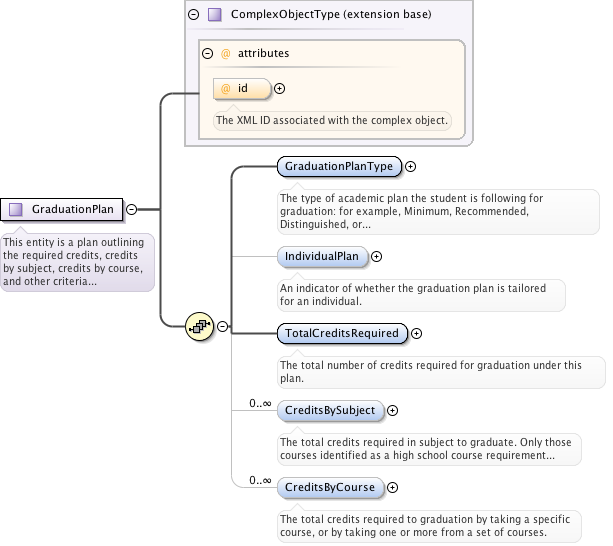 ComplexObjectType (extension base)
@ attributes
@ id
The XML ID associated with the complex object.
GraduationPlanType
The type of academic plan the student is following for
graduation: for example, Minimum, Recommended,
Distinguished, or...
GraduationPlan
This entity is a plan outlining
the required credits, credits
by subject, credits by course,
and other criteria...
IndividualPlan
An indicator of whether the graduation plan is tailored
for an individual.
TotalCreditsRequired
The total number of credits required for graduation under this
plan.
0..∞
CreditsBySubject
The total credits required in subject to graduate. Only those
courses identified as a high school course requirement...
0..∞
CreditsByCourse
The total credits required to graduation by taking a specific
course, or by taking one or more from a set of courses.